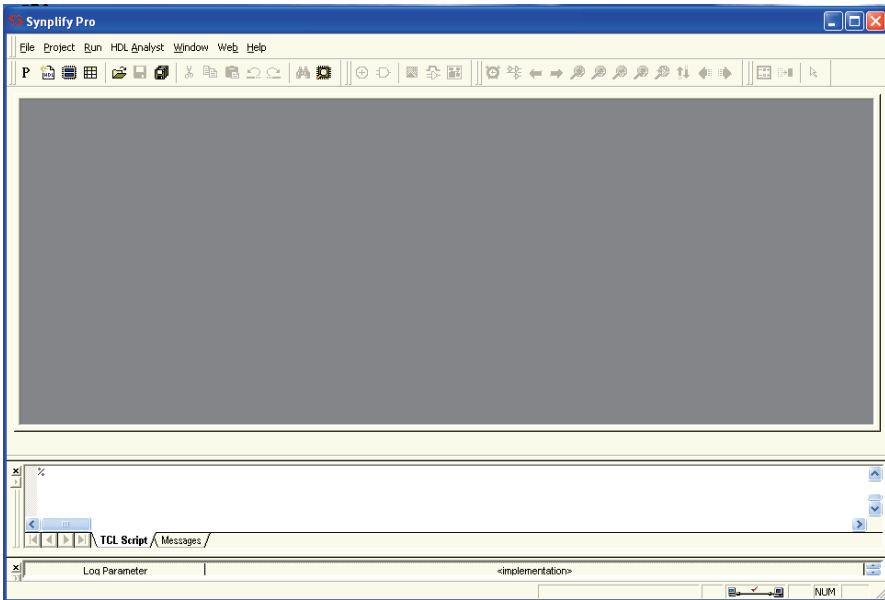 Synplify Pro
File Project Run HDL Analyst Window Web Help
P
%
TCL Script Messages
Log Parameter <implementation>
NUM